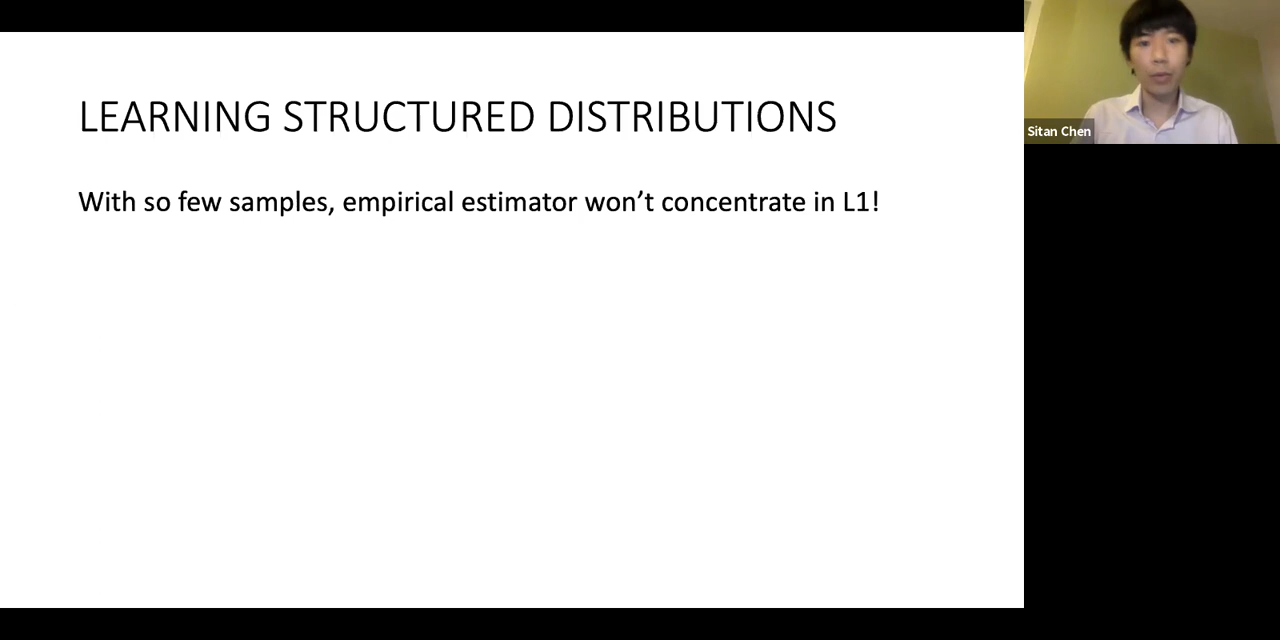 LEARNING STRUCTURED DISTRIBUTIONS
With so few samples, empirical estimator won’t concentrate in L1!
Sitan Chen